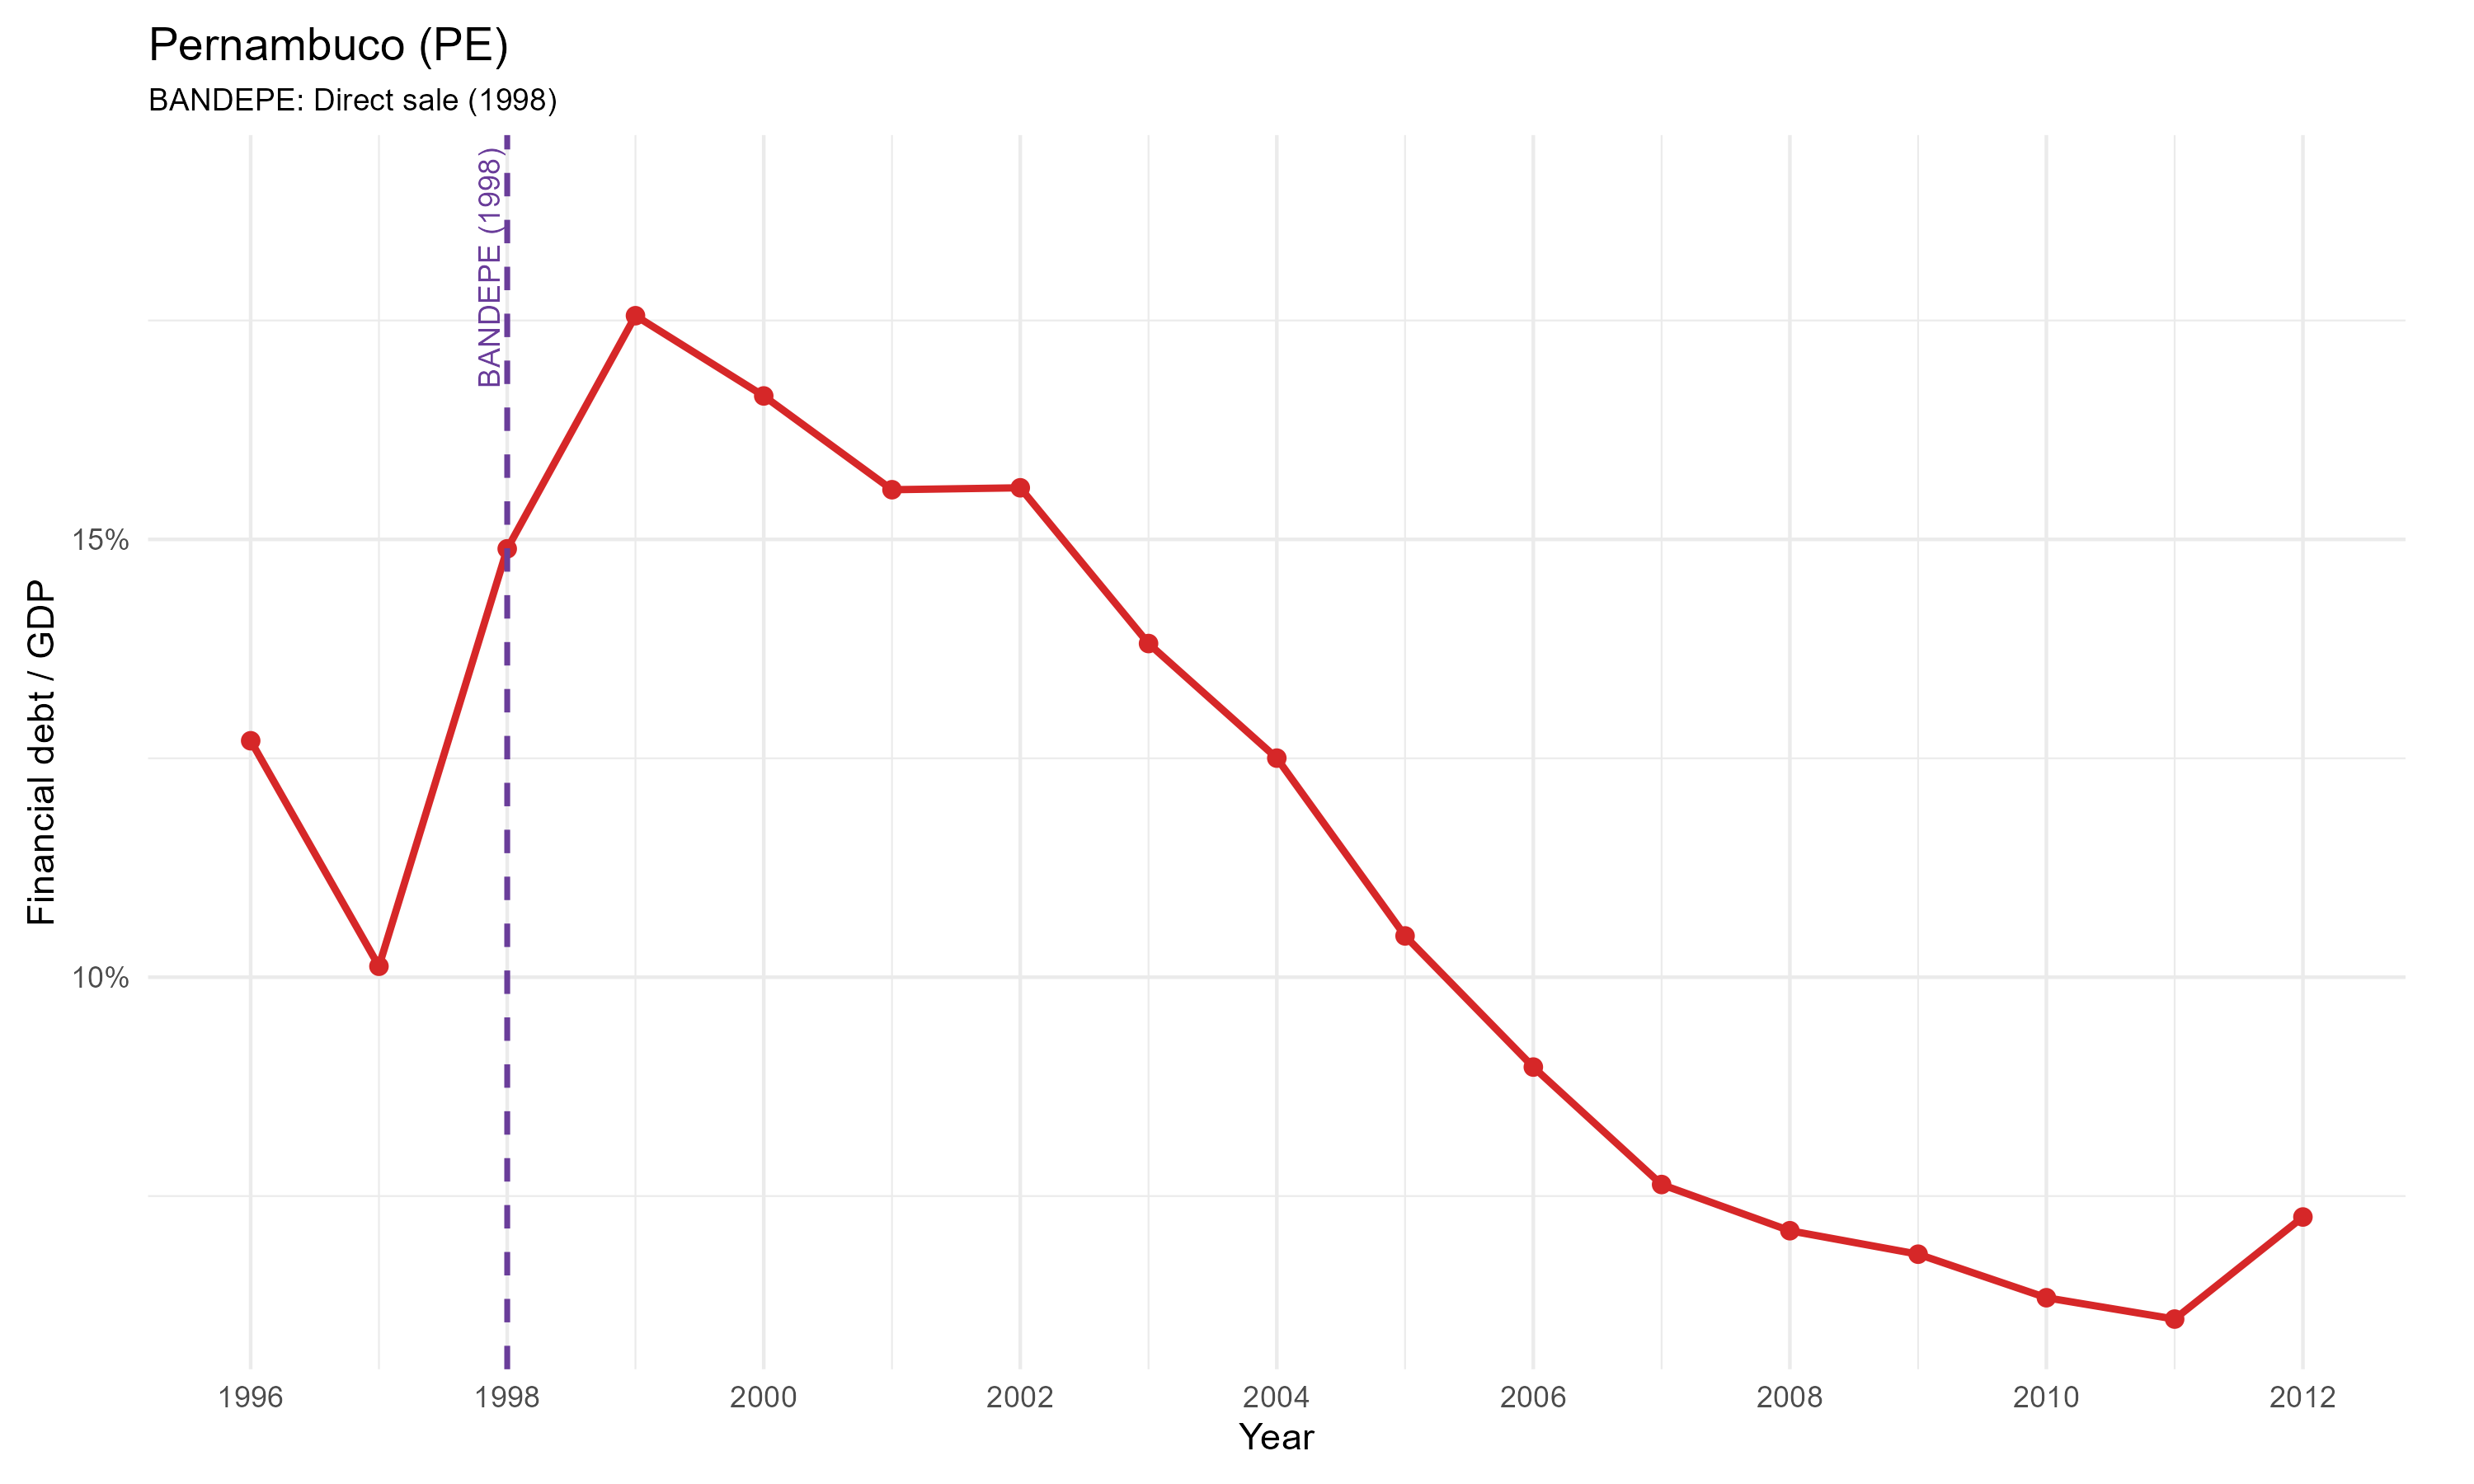 Pernambuco (PE)
BANDEPE: Direct sale (1998)
BANDEPE (1998)
15%
10%
Financial debt / GDP
1996 1998 2000 2002 2004 2006 2008 2010 2012
Year